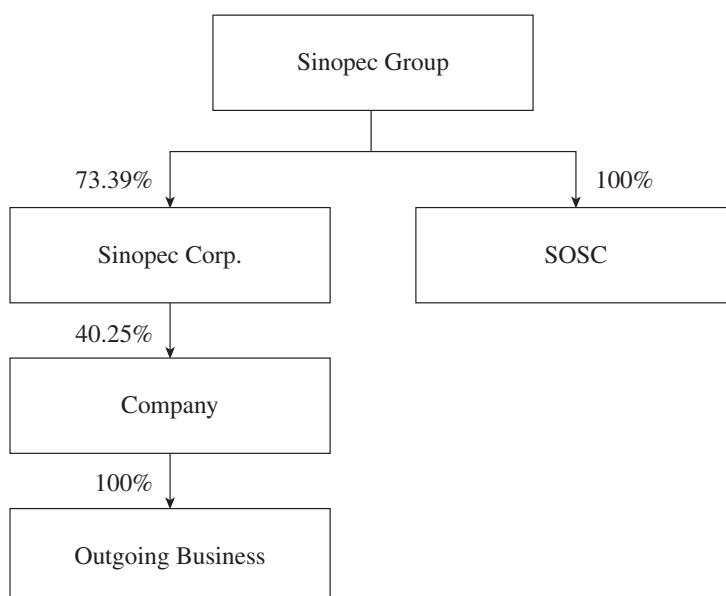 Sinopec Group
73.39%
100%
Sinopec Corp.
SOSC
40.25%
Company
100%
Outgoing Business